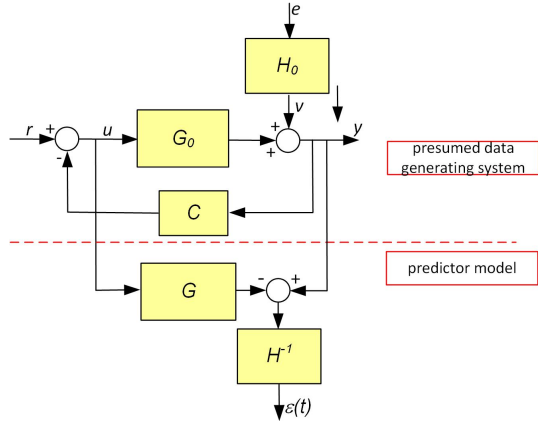 e
H₀
v
r
+
-
u
G₀
+
+
y
presumed data
generating system
C
predictor model
G
-
+
H⁻¹
ε(t)